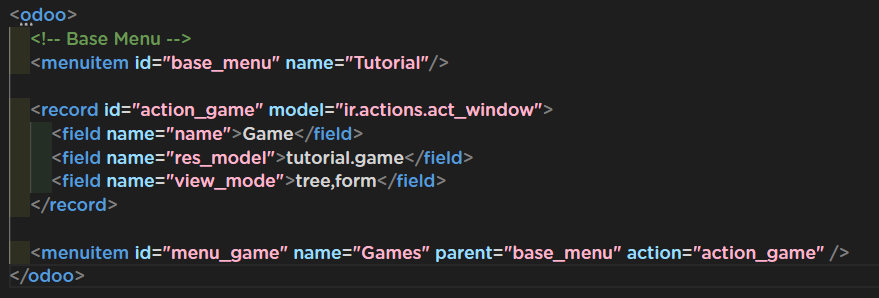 <odoo>
<!-- Base Menu -->
<menuitem id="base_menu" name="Tutorial"/>
<record id="action_game" model="ir.actions.act_window">
<field name="name">Game</field>
<field name="res_model">tutorial.game</field>
<field name="view_mode">tree,form</field>
</record>
<menuitem id="menu_game" name="Games" parent="base_menu" action="action_game" />
</odoo>